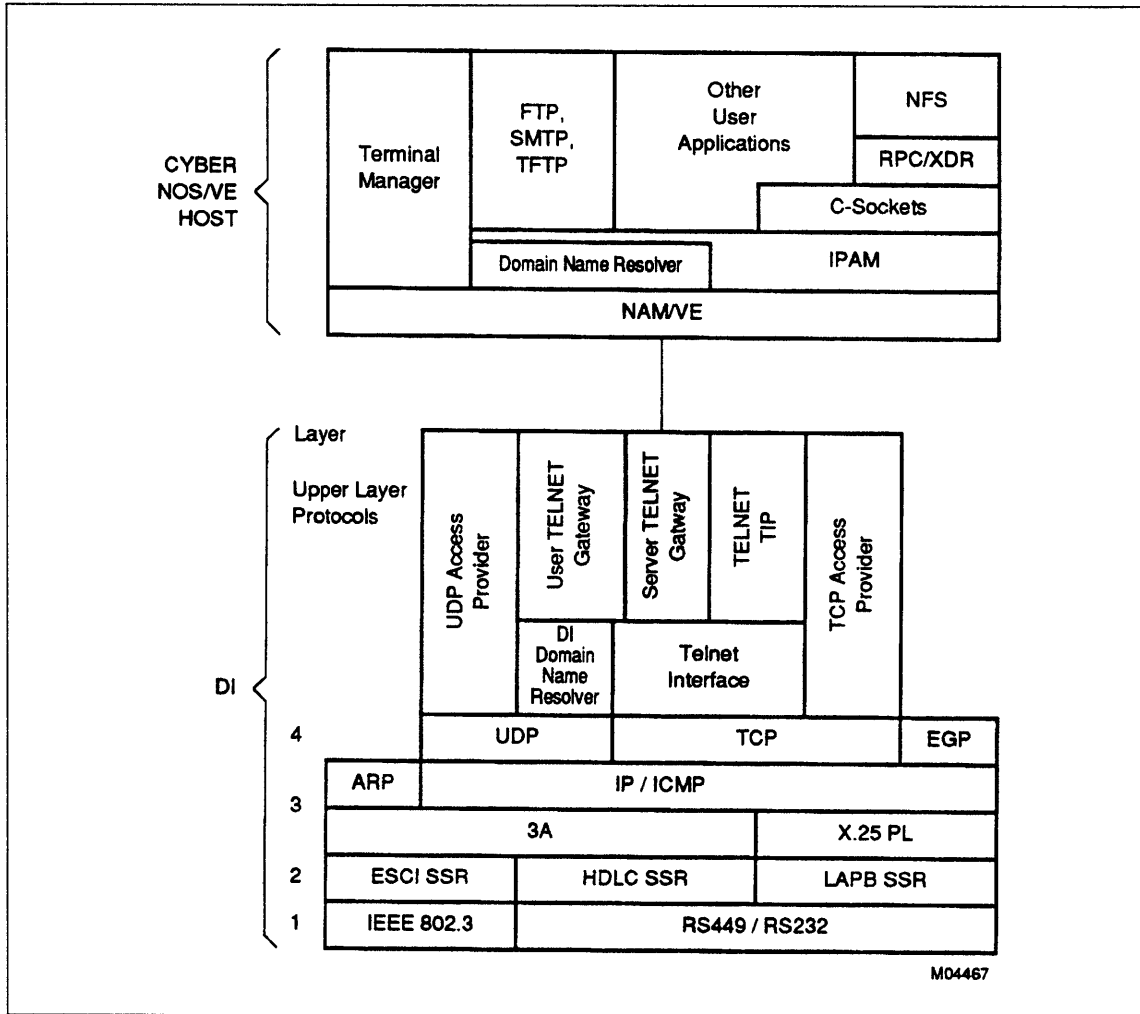 CYBER
NOS/VE
HOST
Terminal
Manager
FTP,
SMTP,
TFTP
Other
User
Applications
NFS
RPC/XDR
C-Sockets
Domain Name Resolver
IPAM
NAM/VE
DI
Layer
Upper Layer
Protocols
UDP Access
Provider
User TELNET
Gateway
Server TELNET
Gatway
TELNET
TIP
TCP Access
Provider
DI
Domain
Name
Resolver
Telnet
Interface
4
UDP
TCP
EGP
ARP
IP / ICMP
3
3A
X.25 PL
2
ESCI SSR
HDLC SSR
LAPB SSR
1
IEEE 802.3
RS449 / RS232
M04467